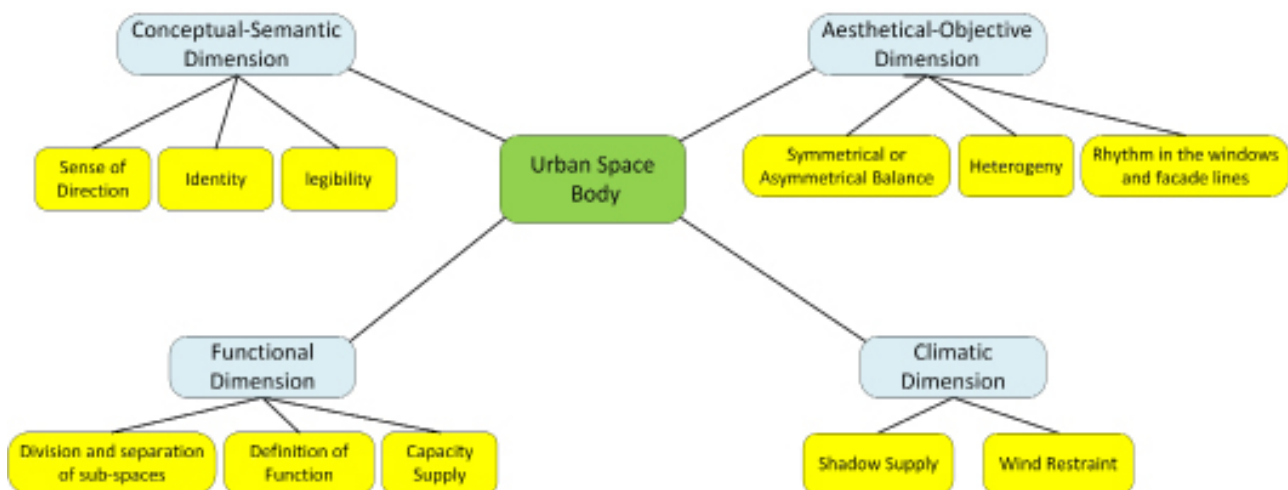 Conceptual-Semantic
Dimension
Aesthetical-Objective
Dimension
Sense of
Direction
Identity
legibility
Urban Space
Body
Symmetrical or
Asymmetrical Balance
Heterogeny
Rhythm in the windows
and facade lines
Functional
Dimension
Climatic
Dimension
Division and separation
of sub-spaces
Definition of
Function
Capacity
Supply
Shadow Supply
Wind Restraint